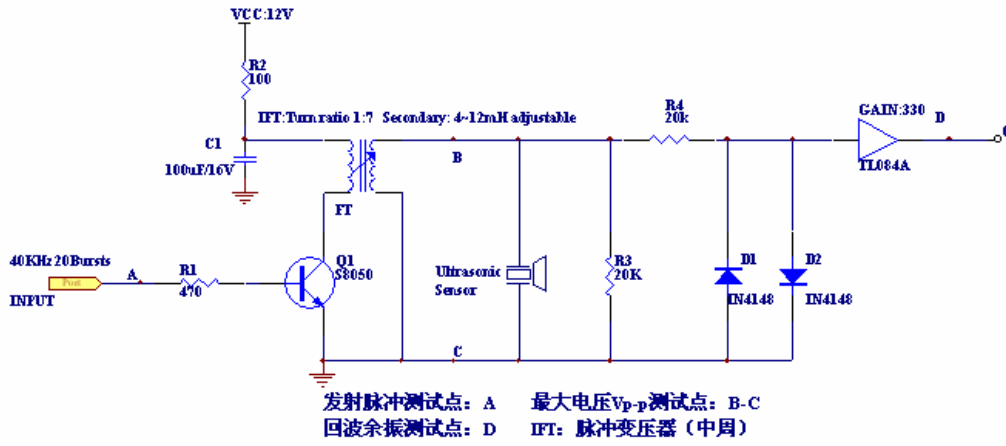 VCC:12V
R2
100
IFT:Turn ratio 1:7 Secondary: 4~12mH adjustable
R4
20k
GAIN:330
D
C1
100uF/16V
B
TL084A
FT
40KHz 20Bursts
A
R1
470
Q1
S8050
Ultrasonic
Sensor
R3
20K
D1
D2
Port
INPUT
IN4148
IN4148
C
发射脉冲测试点：A 最大电压Vp-p测试点：B-C
回波余振测试点：D IFT：脉冲变压器（中周）